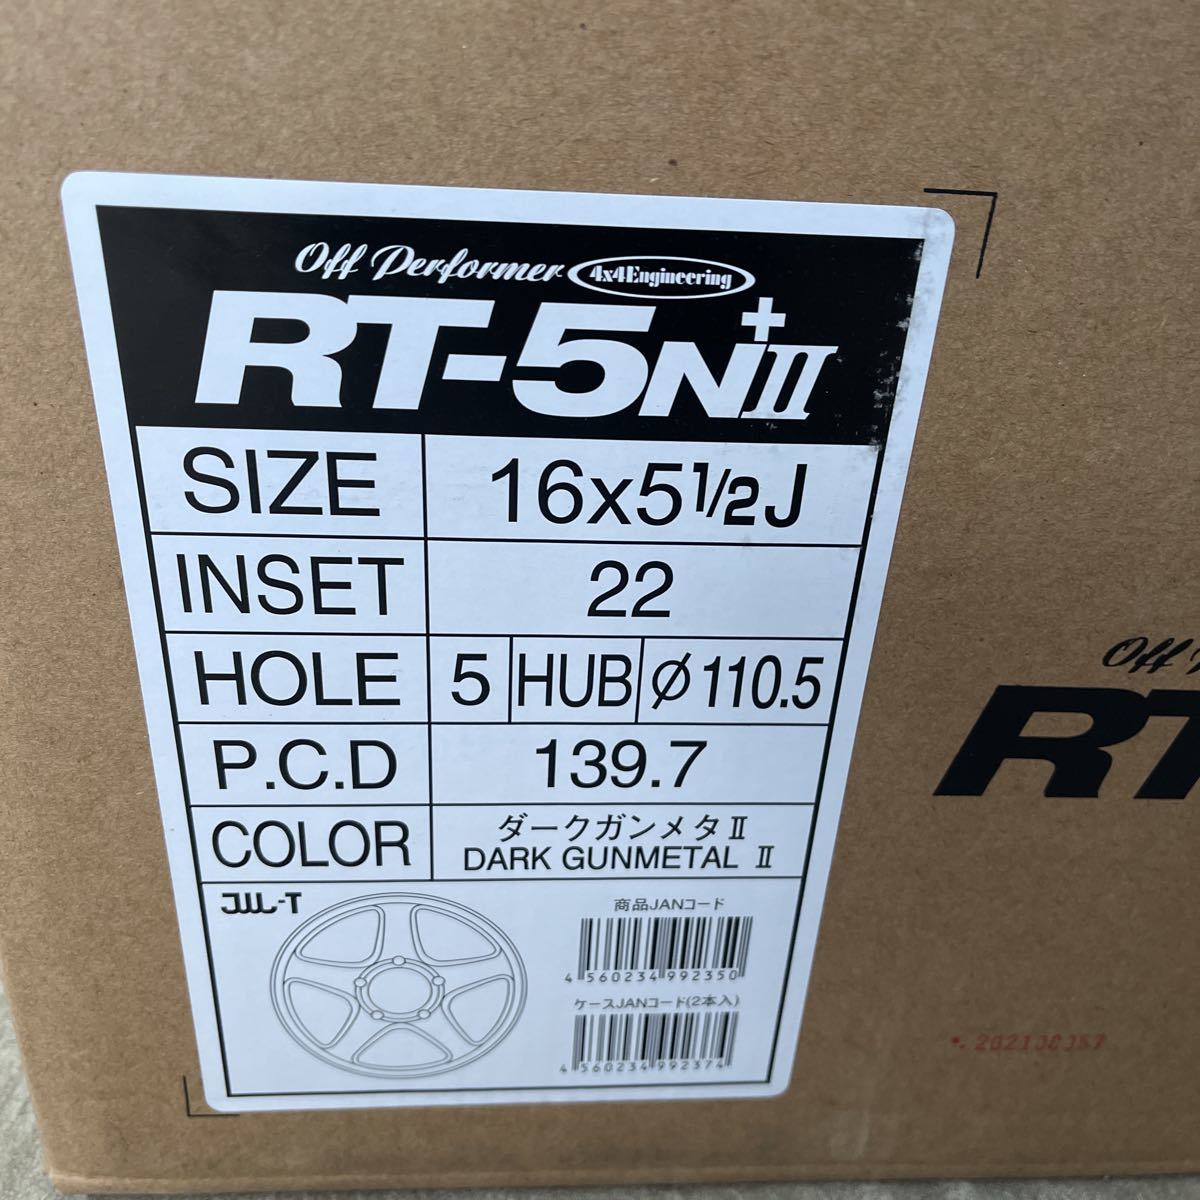 Off Performer 4x4Engineering
RT-5N+II
SIZE 16x5 1/2J
INSET 22
HOLE 5 HUB ø110.5
P.C.D 139.7
COLOR ダークガンメタⅡ
DARK GUNMETAL Ⅱ
JWL-T
商品JANコード
4 560234 992350
ケースJANコード(2本入)
4 560234 992374
Off
RT